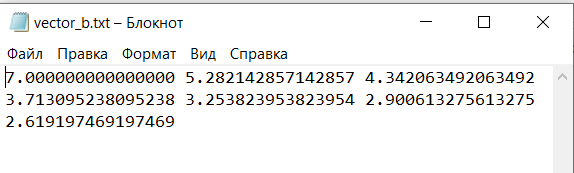 vector_b.txt – Блокнот
Файл Правка Формат Вид Справка
7.000000000000000 5.282142857142857 4.342063492063492
3.713095238095238 3.253823953823954 2.900613275613275
2.619197469197469